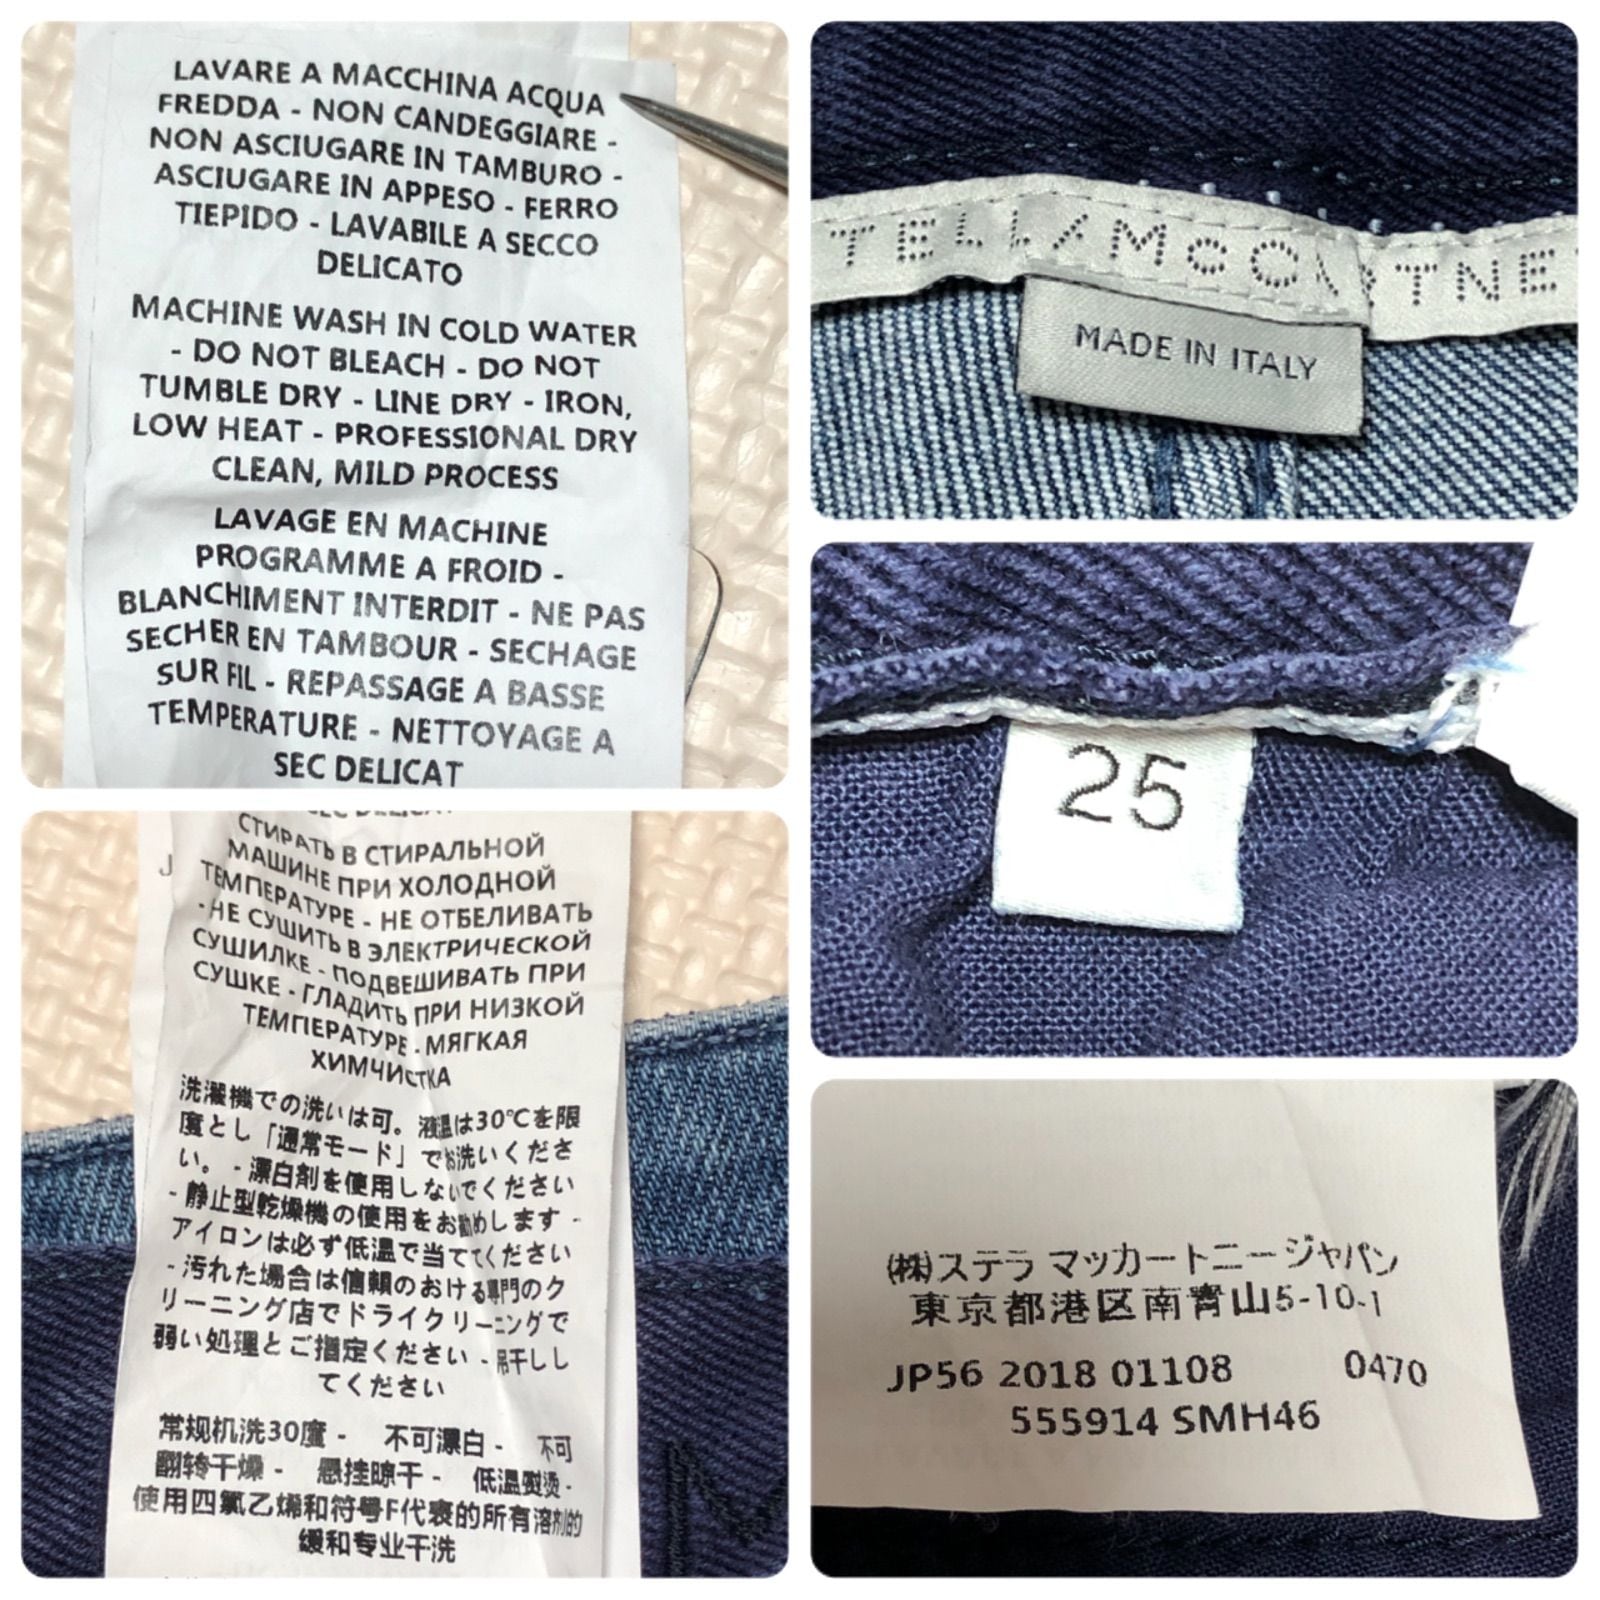 LAVARE A MACCHINA ACQUA
FREDDA - NON CANDEGGIARE -
NON ASCIUGARE IN TAMBURO -
ASCIUGARE IN APPESO - FERRO
TIEPIDO - LAVABILE A SECCO
DELICATO
MACHINE WASH IN COLD WATER
- DO NOT BLEACH - DO NOT
TUMBLE DRY - LINE DRY - IRON,
LOW HEAT - PROFESSIONAL DRY
CLEAN, MILD PROCESS
LAVAGE EN MACHINE
PROGRAMME A FROID -
BLANCHIMENT INTERDIT - NE PAS
SECHER EN TAMBOUR - SECHAGE
SUR FIL - REPASSAGE A BASSE
TEMPERATURE - NETTOYAGE A
SEC DELICAT
TELLA McCARTNE
MADE IN ITALY
25
SEC DELICAT
СТИРАТЬ В СТИРАЛЬНОЙ
МАШИНЕ ПРИ ХОЛОДНОЙ
ТЕМПЕРАТУРЕ - НЕ ОТБЕЛИВАТЬ
- НЕ СУШИТЬ В ЭЛЕКТРИЧЕСКОЙ
СУШИЛКЕ - ПОДВЕШИВАТЬ ПРИ
СУШКЕ - ГЛАДИТЬ ПРИ НИЗКОЙ
ТЕМПЕРАТУРЕ - МЯГКАЯ
ХИМЧИСТКА
洗濯機での洗いは可。液温は30℃を限
度とし「通常モード」でお洗いくださ
い。 - 漂白剤を使用しないでください
- 静止型乾燥機の使用をお勧めします -
アイロンは必ず低温で当ててください
- 汚れた場合は信頼のおける専門のク
リーニング店でドライクリーニングで
弱い処理とご指定ください - 吊干しし
てください
常规机洗30度 - 不可漂白 - 不可
翻转干燥 - 悬挂晾干 - 低温熨烫 -
使用四氯乙烯和符号F代表的所有溶剂的
缓和专业干洗
J
㈱ステラ マッカートニー ジャパン
東京都港区南青山5-10-1
JP56 2018 01108 0470
555914 SMH46